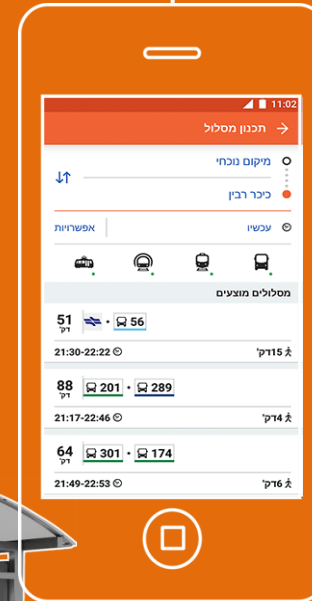 11:02
תכנון מסלול
מיקום נוכחי
כיכר רבין
עכשיו אפשרויות
מסלולים מוצעים
56 51 דק'
15דק' 21:30-22:22
289 201 88 דק'
4דק' 21:17-22:46
174 301 64 דק'
6דק' 21:49-22:53